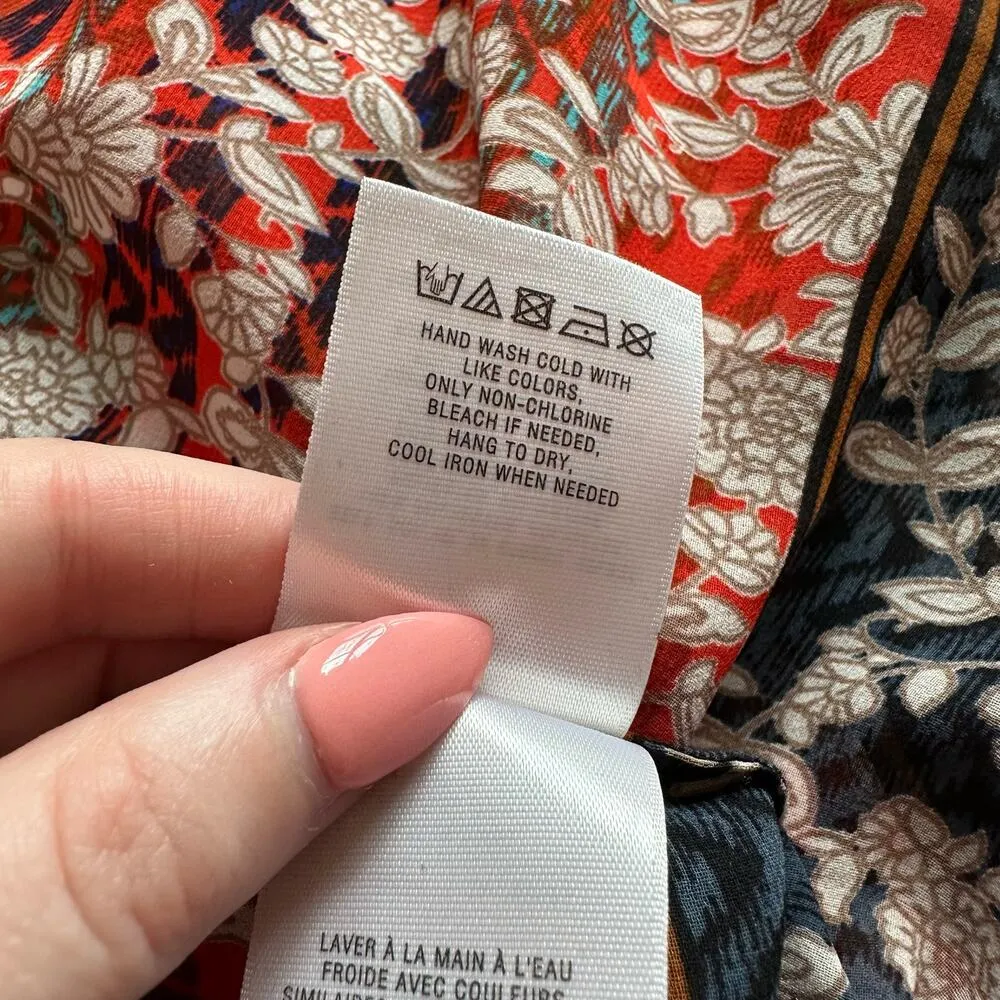 HAND WASH COLD WITH
LIKE COLORS,
ONLY NON-CHLORINE
BLEACH IF NEEDED,
HANG TO DRY,
COOL IRON WHEN NEEDED
LAVER À LA MAIN À L'EAU
FROIDE AVEC COULEURS